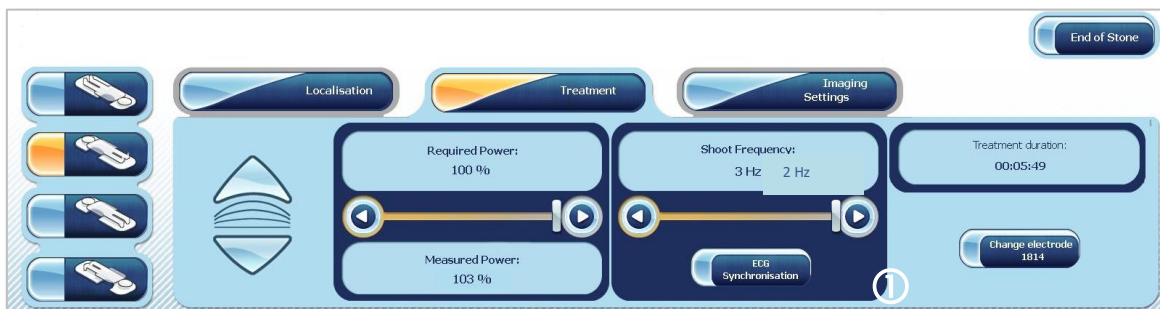 End of Stone
Localisation
Treatment
Imaging
Settings
Required Power:
100 %
Measured Power:
103 %
Shoot Frequency:
3 Hz 2 Hz
ECG
Synchronisation
①
Treatment duration:
00:05:49
Change electrode
1814